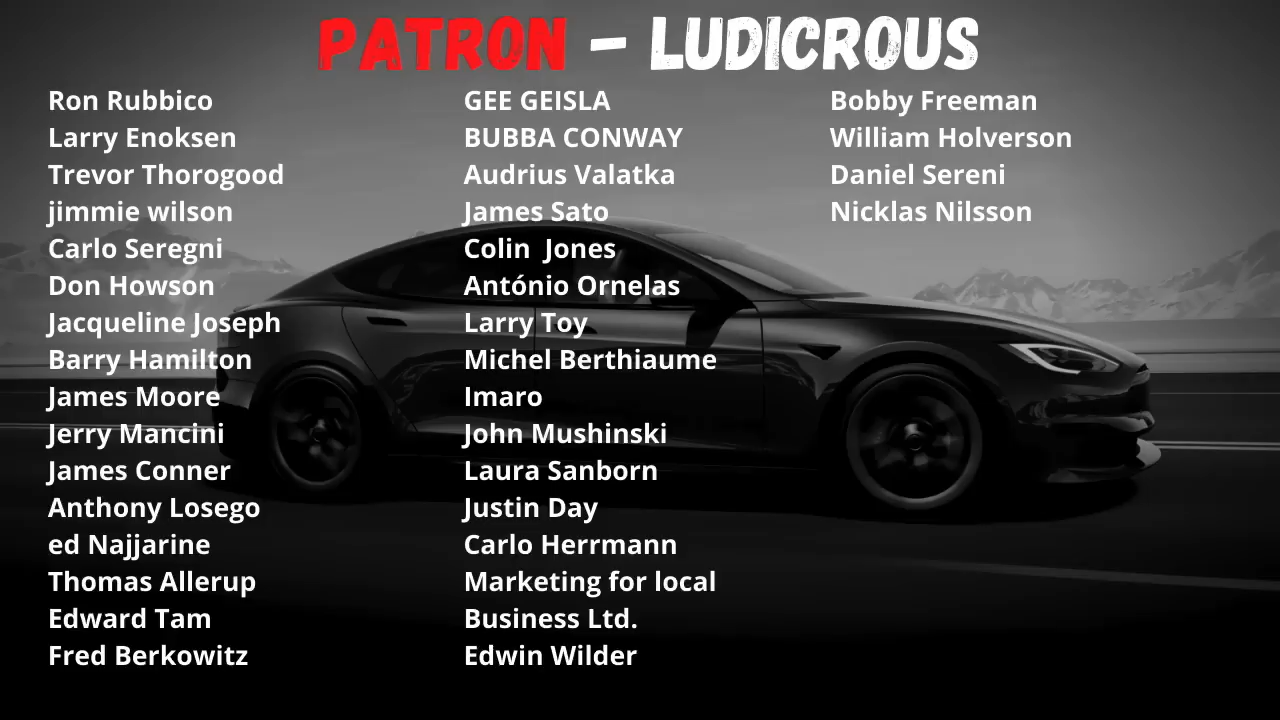 PATRON - LUDICROUS
Ron Rubbico
Larry Enoksen
Trevor Thorogood
jimmie wilson
Carlo Seregni
Don Howson
Jacqueline Joseph
Barry Hamilton
James Moore
Jerry Mancini
James Conner
Anthony Losego
ed Najjarine
Thomas Allerup
Edward Tam
Fred Berkowitz
GEE GEISLA
BUBBA CONWAY
Audrius Valatka
James Sato
Colin  Jones
António Ornelas
Larry Toy
Michel Berthiaume
Imaro
John Mushinski
Laura Sanborn
Justin Day
Carlo Herrmann
Marketing for local
Business Ltd.
Edwin Wilder
Bobby Freeman
William Holverson
Daniel Sereni
Nicklas Nilsson